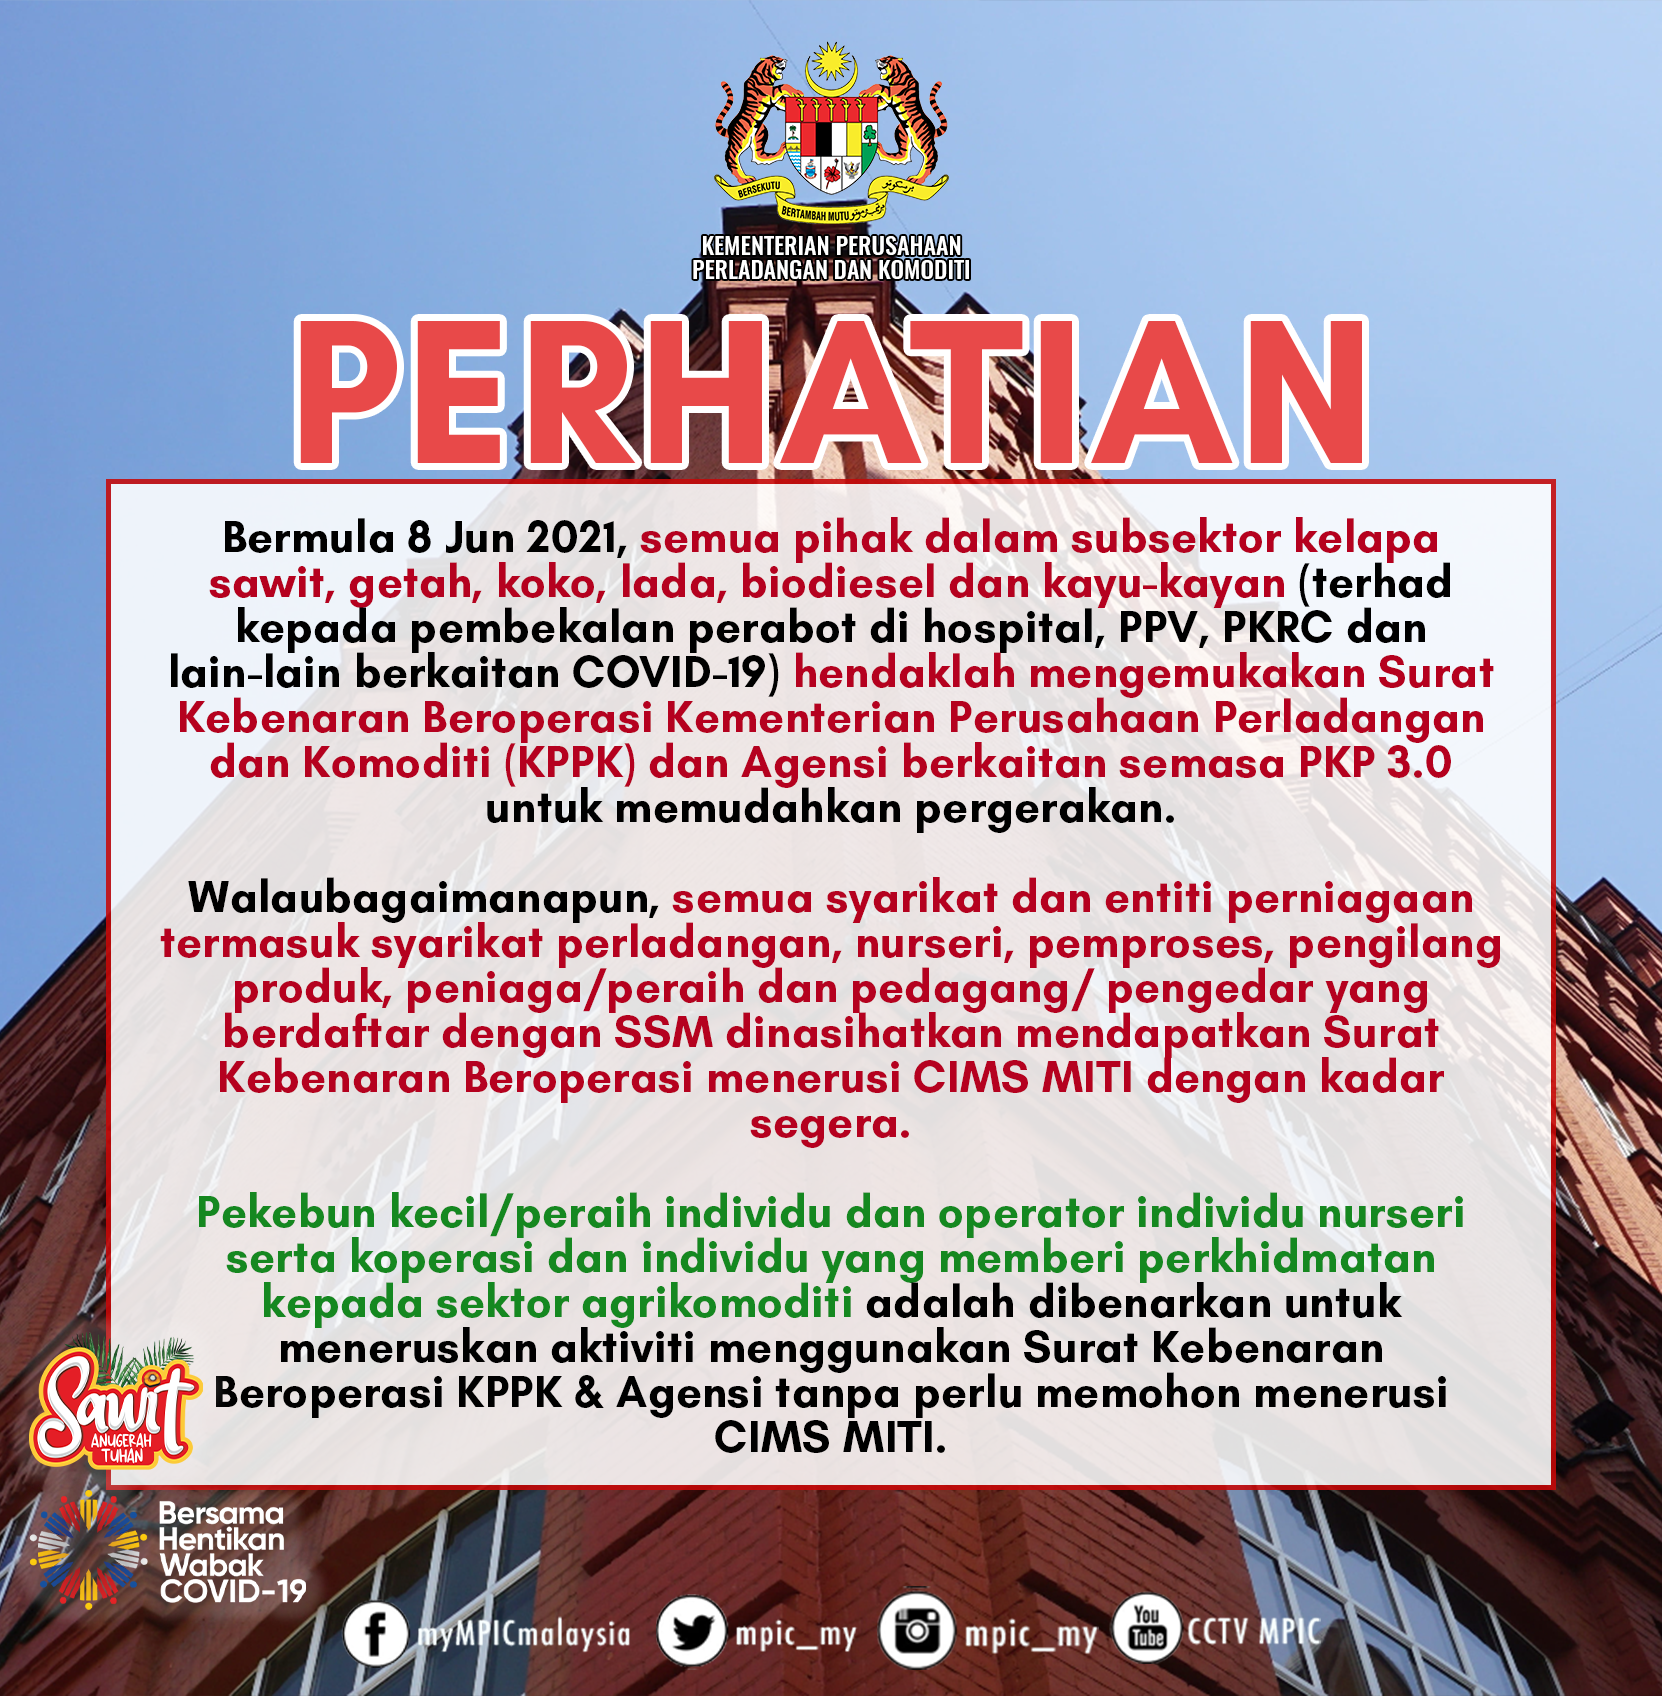 BERSEKUTU
برسکوتو
BERTAMBAH MUTU
KEMENTERIAN PERUSAHAAN
PERLADANGAN DAN KOMODITI
PERHATIAN
Bermula 8 Jun 2021, semua pihak dalam subsektor kelapa
sawit, getah, koko, lada, biodiesel dan kayu-kayan (terhad
kepada pembekalan perabot di hospital, PPV, PKRC dan
lain-lain berkaitan COVID-19) hendaklah mengemukakan Surat
Kebenaran Beroperasi Kementerian Perusahaan Perladangan
dan Komoditi (KPPK) dan Agensi berkaitan semasa PKP 3.0
untuk memudahkan pergerakan.
Walaubagaimanapun, semua syarikat dan entiti perniagaan
termasuk syarikat perladangan, nurseri, pemproses, pengilang
produk, peniaga/peraih dan pedagang/ pengedar yang
berdaftar dengan SSM dinasihatkan mendapatkan Surat
Kebenaran Beroperasi menerusi CIMS MITI dengan kadar
segera.
Pekebun kecil/peraih individu dan operator individu nurseri
serta koperasi dan individu yang memberi perkhidmatan
kepada sektor agrikomoditi adalah dibenarkan untuk
meneruskan aktiviti menggunakan Surat Kebenaran
Beroperasi KPPK & Agensi tanpa perlu memohon menerusi
CIMS MITI.
Sawit
ANUGERAH
TUHAN
Bersama
Hentikan
Wabak
COVID-19
f myMPICmalaysia mpic_my mpic_my You Tube CCTV MPIC